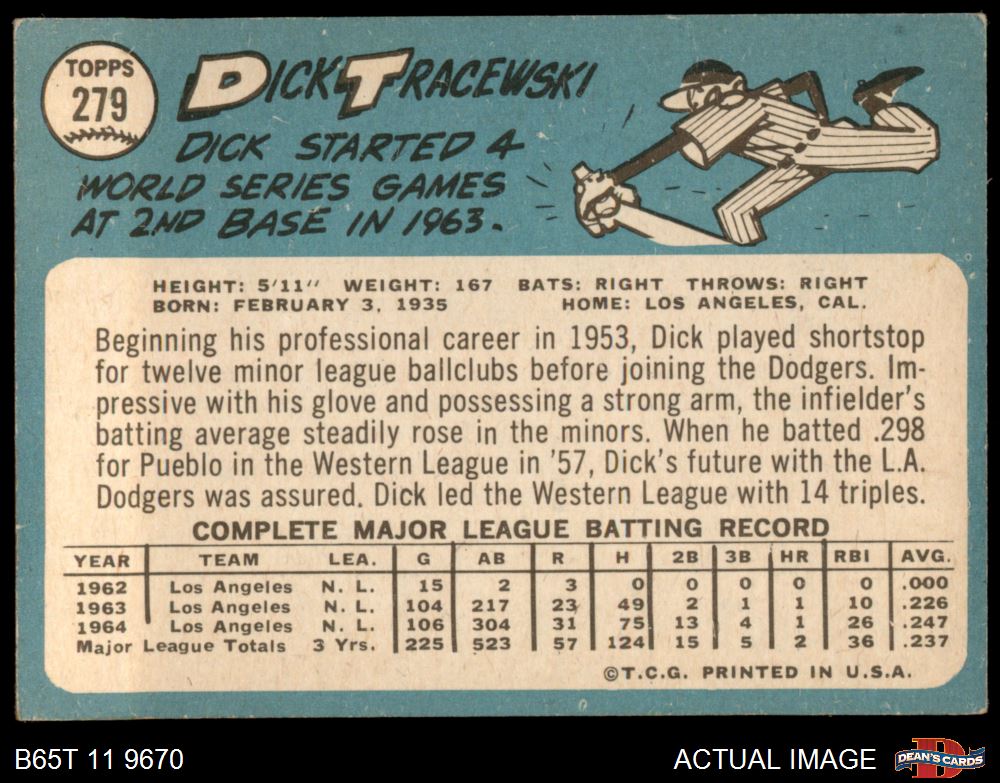 TOPPS
279
DICK TRACEWSKI
DICK STARTED 4
WORLD SERIES GAMES
AT 2ND BASE IN 1963.
HEIGHT: 5'11" WEIGHT: 167 BATS: RIGHT THROWS: RIGHT
BORN: FEBRUARY 3, 1935 HOME: LOS ANGELES, CAL.
Beginning his professional career in 1953, Dick played shortstop
for twelve minor league ballclubs before joining the Dodgers. Im-
pressive with his glove and possessing a strong arm, the infielder's
batting average steadily rose in the minors. When he batted .298
for Pueblo in the Western League in '57, Dick's future with the L.A.
Dodgers was assured. Dick led the Western League with 14 triples.
COMPLETE MAJOR LEAGUE BATTING RECORD
YEAR TEAM LEA. G AB R H 2B 3B HR RBI AVG.
1962 Los Angeles N. L. 15 2 3 0 0 0 0 0 .000
1963 Los Angeles N. L. 104 217 23 49 2 1 1 10 .226
1964 Los Angeles N. L. 106 304 31 75 13 4 1 26 .247
Major League Totals 3 Yrs. 225 523 57 124 15 5 2 36 .237
©T.C.G. PRINTED IN U.S.A.
B65T 11 9670 ACTUAL IMAGE D DEAN'S CARDS